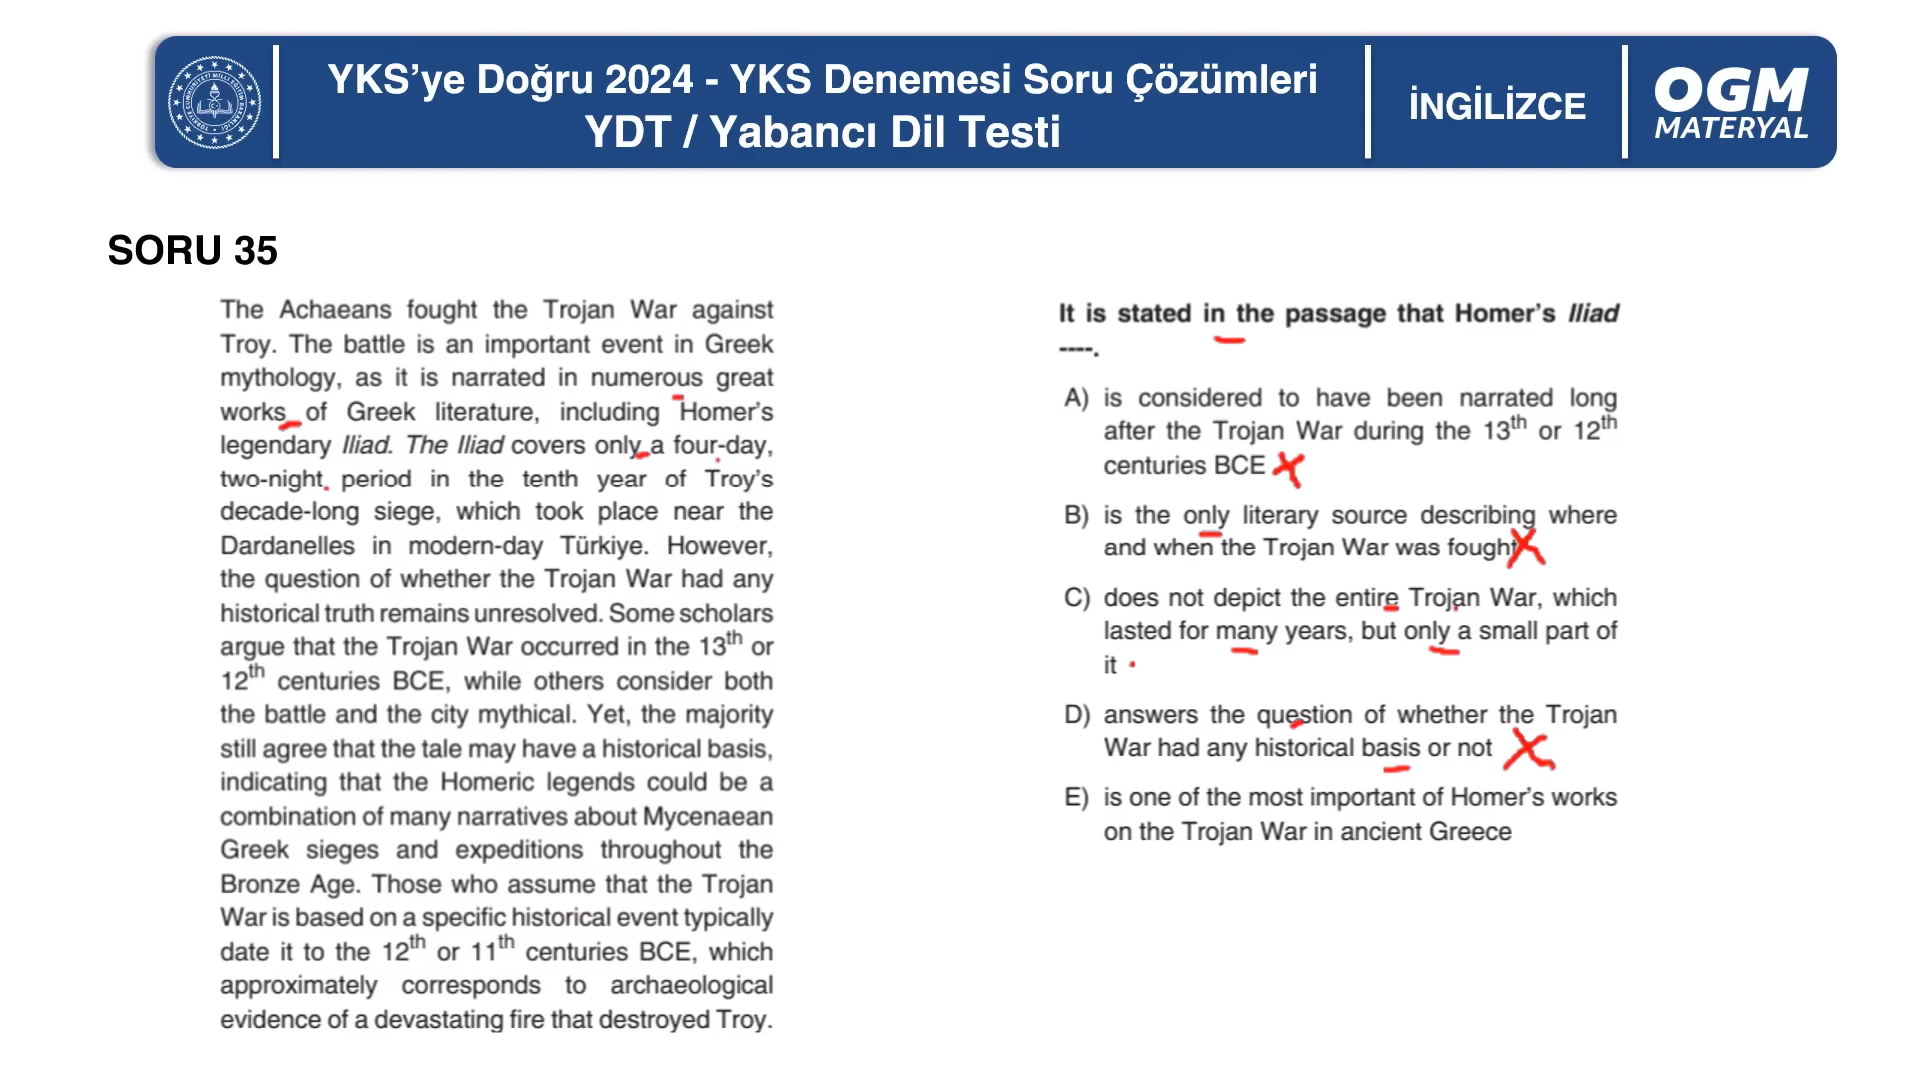 YKS'ye Doğru 2024 - YKS Denemesi Soru Çözümleri
YDT / Yabancı Dil Testi
İNGİLİZCE
OGM
MATERYAL
SORU 35
The Achaeans fought the Trojan War against
Troy. The battle is an important event in Greek
mythology, as it is narrated in numerous great
works of Greek literature, including Homer's
legendary Iliad. The Iliad covers only a four-day,
two-night period in the tenth year of Troy's
decade-long siege, which took place near the
Dardanelles in modern-day Türkiye. However,
the question of whether the Trojan War had any
historical truth remains unresolved. Some scholars
argue that the Trojan War occurred in the 13th or
12th centuries BCE, while others consider both
the battle and the city mythical. Yet, the majority
still agree that the tale may have a historical basis,
indicating that the Homeric legends could be a
combination of many narratives about Mycenaean
Greek sieges and expeditions throughout the
Bronze Age. Those who assume that the Trojan
War is based on a specific historical event typically
date it to the 12th or 11th centuries BCE, which
approximately corresponds to archaeological
evidence of a devastating fire that destroyed Troy.
It is stated in the passage that Homer's Iliad
----.
A) is considered to have been narrated long
after the Trojan War during the 13th or 12th
centuries BCE
B) is the only literary source describing where
and when the Trojan War was fought
C) does not depict the entire Trojan War, which
lasted for many years, but only a small part of
it
D) answers the question of whether the Trojan
War had any historical basis or not
E) is one of the most important of Homer's works
on the Trojan War in ancient Greece